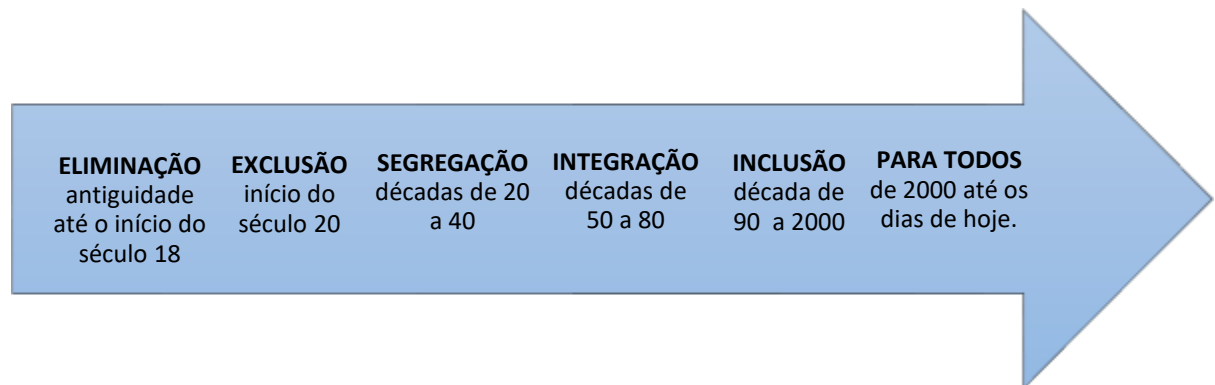 ELIMINAÇÃO
antiguidade
até o início do
século 18
EXCLUSÃO
início do
século 20
SEGREGAÇÃO
décadas de 20
a 40
INTEGRAÇÃO
décadas de
50 a 80
INCLUSÃO
década de
90 a 2000
PARA TODOS
de 2000 até os
dias de hoje.